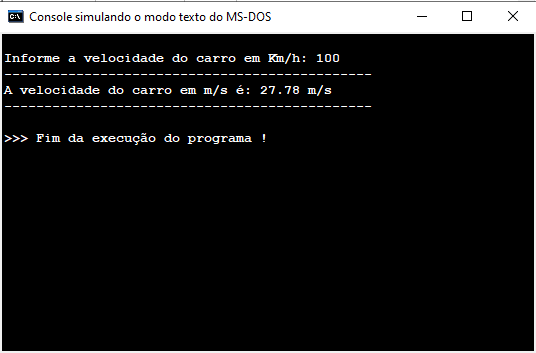 Console simulando o modo texto do MS-DOS
Informe a velocidade do carro em Km/h: 100
----------------------------------------------
A velocidade do carro em m/s é: 27.78 m/s
----------------------------------------------
>>> Fim da execução do programa !